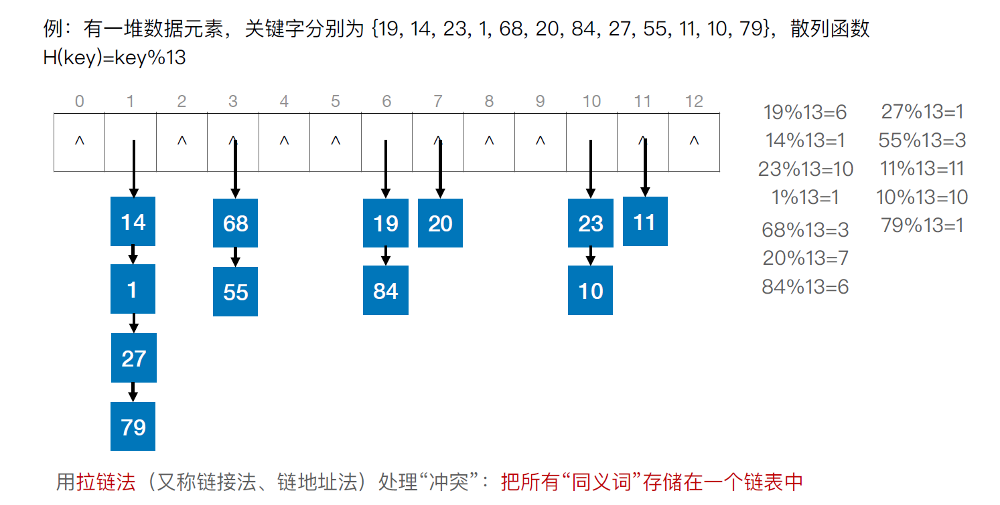 例：有一堆数据元素，关键字分别为 {19, 14, 23, 1, 68, 20, 84, 27, 55, 11, 10, 79}，散列函数
H(key)=key%13
0 1 2 3 4 5 6 7 8 9 10 11 12
^ ^ ^ ^ ^ ^ ^ ^ ^ ^
14 68 19 20 23 11
1 55 84 10
27
79
19%13=6
14%13=1
23%13=10
1%13=1
68%13=3
20%13=7
84%13=6
27%13=1
55%13=3
11%13=11
10%13=10
79%13=1
用拉链法（又称链接法、链地址法）处理“冲突”：把所有“同义词”存储在一个链表中